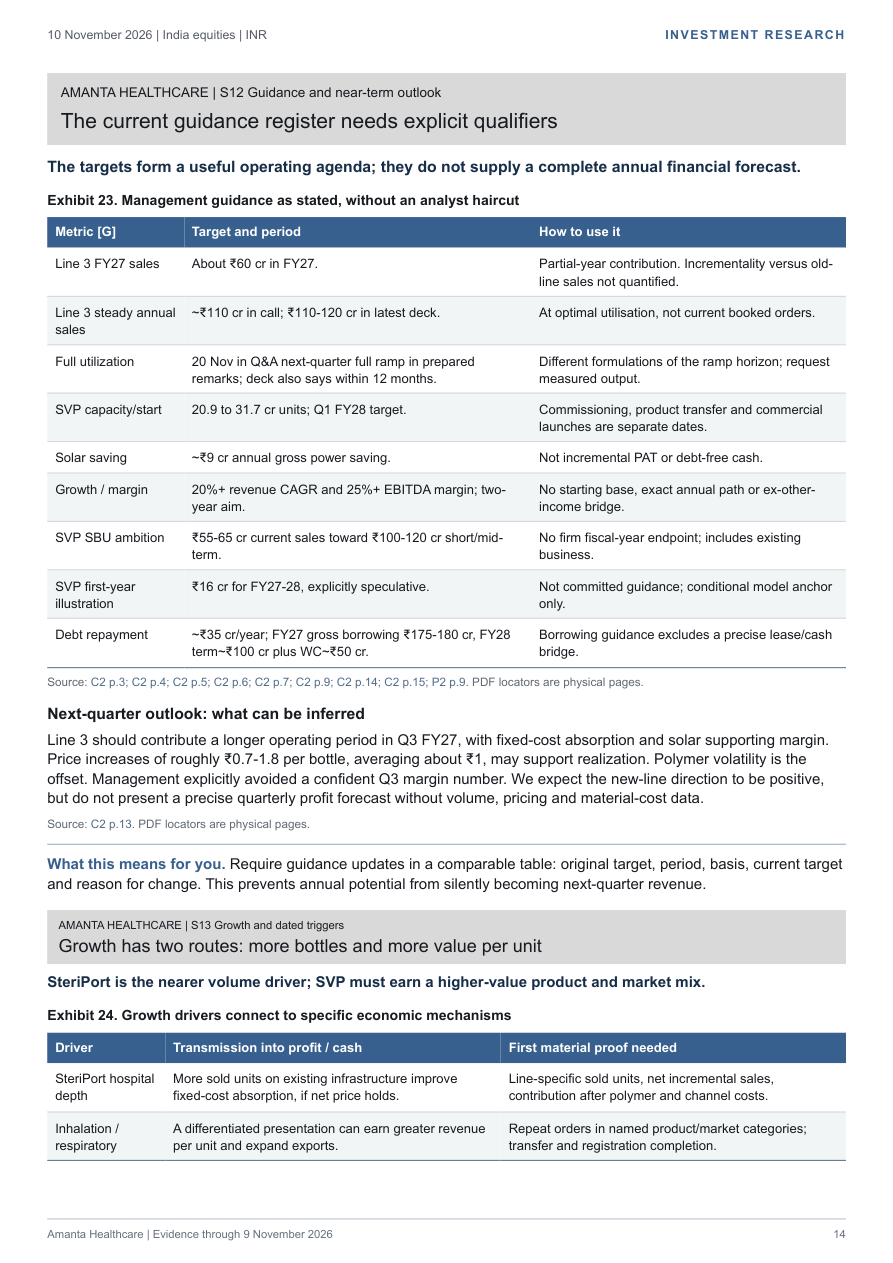 10 November 2026 | India equities | INR
INVESTMENT RESEARCH
AMANTA HEALTHCARE | S12 Guidance and near-term outlook
The current guidance register needs explicit qualifiers
The targets form a useful operating agenda; they do not supply a complete annual financial forecast.
Exhibit 23. Management guidance as stated, without an analyst haircut
Metric [G]
Target and period
How to use it
Line 3 FY27 sales
About ₹60 cr in FY27.
Partial-year contribution. Incrementality versus old-
line sales not quantified.
Line 3 steady annual
sales
~₹110 cr in call; ₹110-120 cr in latest deck.
At optimal utilisation, not current booked orders.
Full utilization
20 Nov in Q&A next-quarter full ramp in prepared
remarks; deck also says within 12 months.
Different formulations of the ramp horizon; request
measured output.
SVP capacity/start
20.9 to 31.7 cr units; Q1 FY28 target.
Commissioning, product transfer and commercial
launches are separate dates.
Solar saving
~₹9 cr annual gross power saving.
Not incremental PAT or debt-free cash.
Growth / margin
20%+ revenue CAGR and 25%+ EBITDA margin; two-
year aim.
No starting base, exact annual path or ex-other-
income bridge.
SVP SBU ambition
₹55-65 cr current sales toward ₹100-120 cr short/mid-
term.
No firm fiscal-year endpoint; includes existing
business.
SVP first-year
illustration
₹16 cr for FY27-28, explicitly speculative.
Not committed guidance; conditional model anchor
only.
Debt repayment
~₹35 cr/year; FY27 gross borrowing ₹175-180 cr, FY28
term~₹100 cr plus WC~₹50 cr.
Borrowing guidance excludes a precise lease/cash
bridge.
Source: C2 p.3; C2 p.4; C2 p.5; C2 p.6; C2 p.7; C2 p.9; C2 p.14; C2 p.15; P2 p.9. PDF locators are physical pages.
Next-quarter outlook: what can be inferred
Line 3 should contribute a longer operating period in Q3 FY27, with fixed-cost absorption and solar supporting margin.
Price increases of roughly ₹0.7-1.8 per bottle, averaging about ₹1, may support realization. Polymer volatility is the
offset. Management explicitly avoided a confident Q3 margin number. We expect the new-line direction to be positive,
but do not present a precise quarterly profit forecast without volume, pricing and material-cost data.
Source: C2 p.13. PDF locators are physical pages.
What this means for you. Require guidance updates in a comparable table: original target, period, basis, current target
and reason for change. This prevents annual potential from silently becoming next-quarter revenue.
AMANTA HEALTHCARE | S13 Growth and dated triggers
Growth has two routes: more bottles and more value per unit
SteriPort is the nearer volume driver; SVP must earn a higher-value product and market mix.
Exhibit 24. Growth drivers connect to specific economic mechanisms
Driver
Transmission into profit / cash
First material proof needed
SteriPort hospital
depth
More sold units on existing infrastructure improve
fixed-cost absorption, if net price holds.
Line-specific sold units, net incremental sales,
contribution after polymer and channel costs.
Inhalation /
respiratory
A differentiated presentation can earn greater revenue
per unit and expand exports.
Repeat orders in named product/market categories;
transfer and registration completion.
Amanta Healthcare | Evidence through 9 November 2026
14